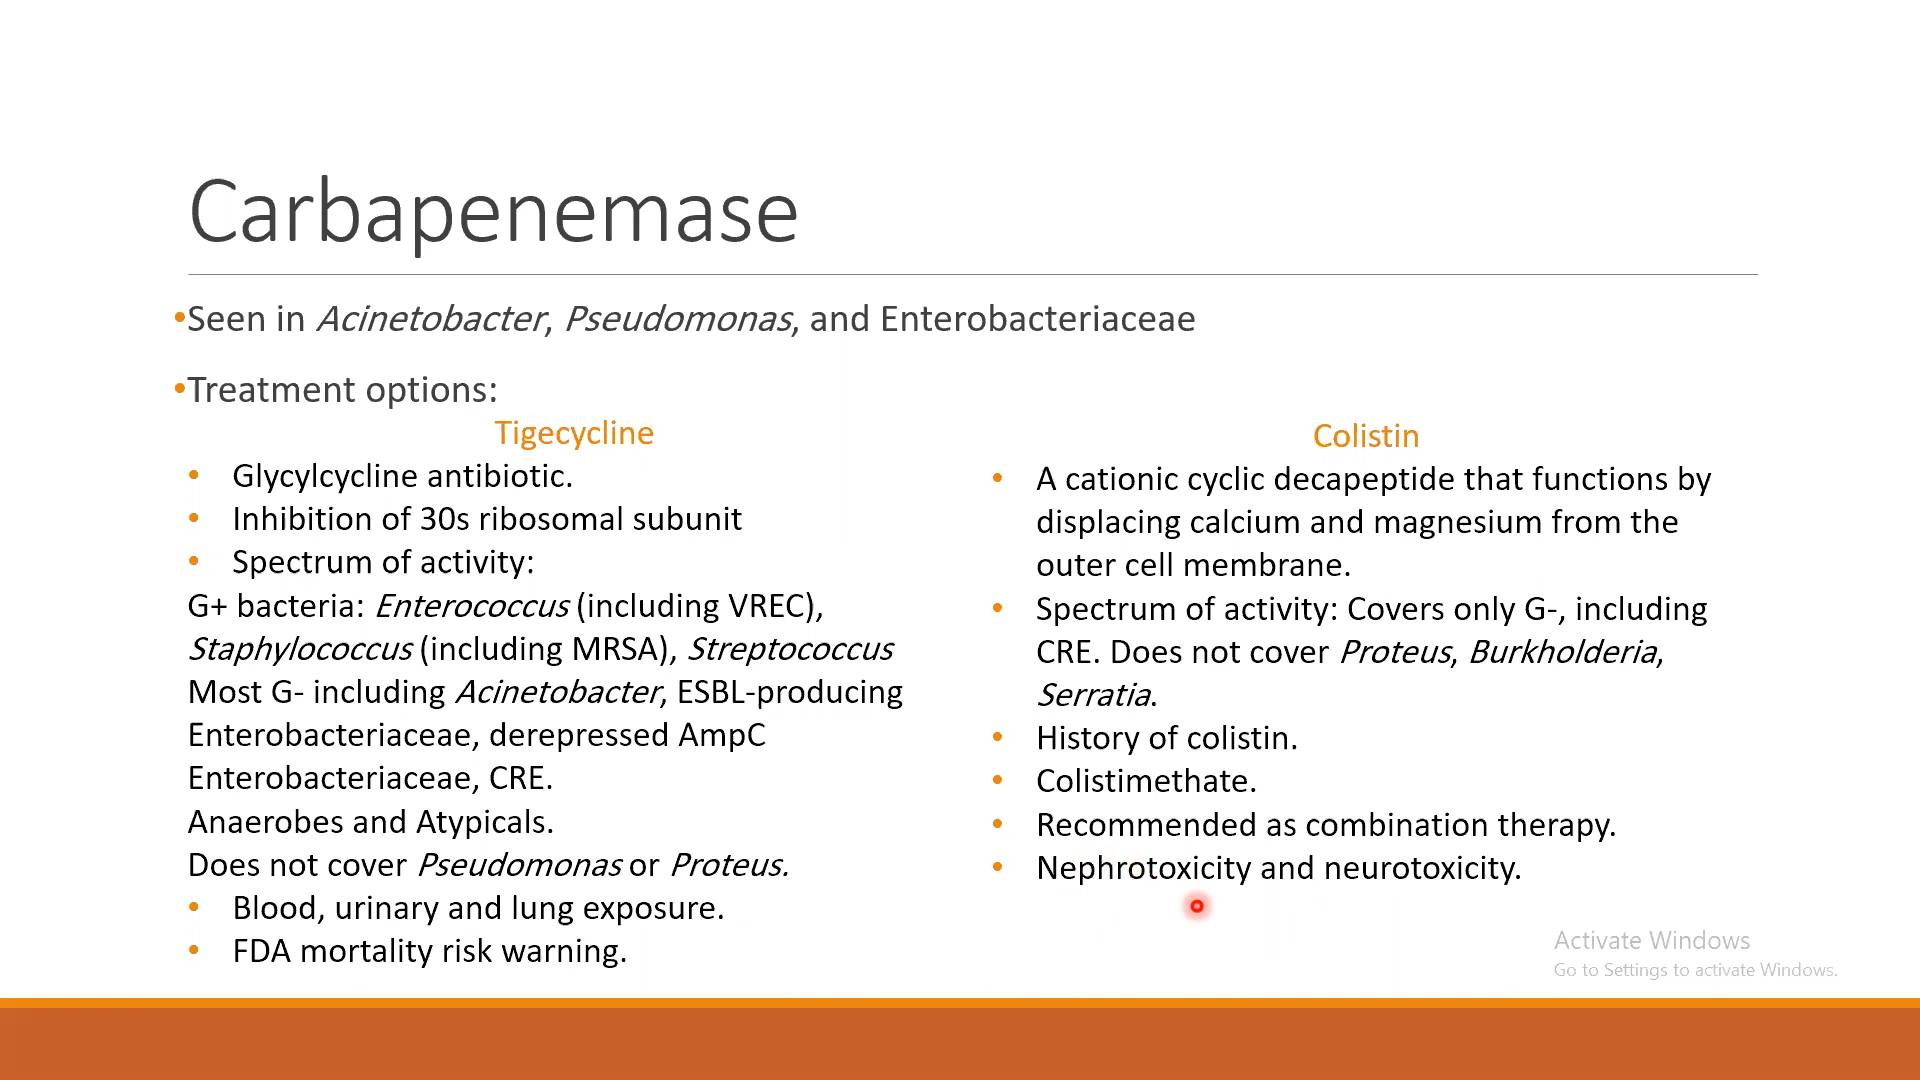 Carbapenemase
•Seen in Acinetobacter, Pseudomonas, and Enterobacteriaceae
•Treatment options:
Tigecycline
• Glycylcycline antibiotic.
• Inhibition of 30s ribosomal subunit
• Spectrum of activity:
G+ bacteria: Enterococcus (including VREC),
Staphylococcus (including MRSA), Streptococcus
Most G- including Acinetobacter, ESBL-producing
Enterobacteriaceae, derepressed AmpC
Enterobacteriaceae, CRE.
Anaerobes and Atypicals.
Does not cover Pseudomonas or Proteus.
• Blood, urinary and lung exposure.
• FDA mortality risk warning.
Colistin
• A cationic cyclic decapeptide that functions by
displacing calcium and magnesium from the
outer cell membrane.
• Spectrum of activity: Covers only G-, including
CRE. Does not cover Proteus, Burkholderia,
Serratia.
• History of colistin.
• Colistimethate.
• Recommended as combination therapy.
• Nephrotoxicity and neurotoxicity.
Activate Windows
Go to Settings to activate Windows.